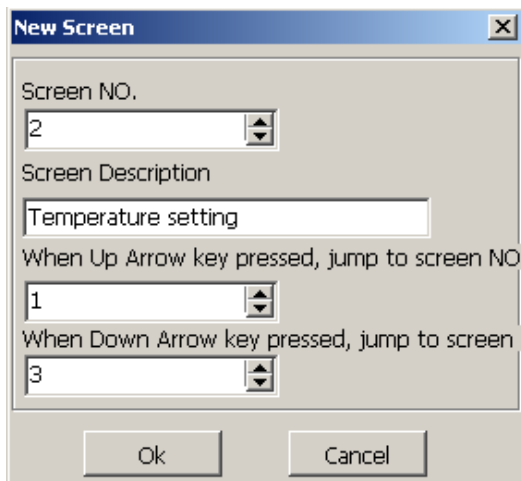 New Screen
Screen NO.
2
Screen Description
Temperature setting
When Up Arrow key pressed, jump to screen NO
1
When Down Arrow key pressed, jump to screen
3
Ok Cancel